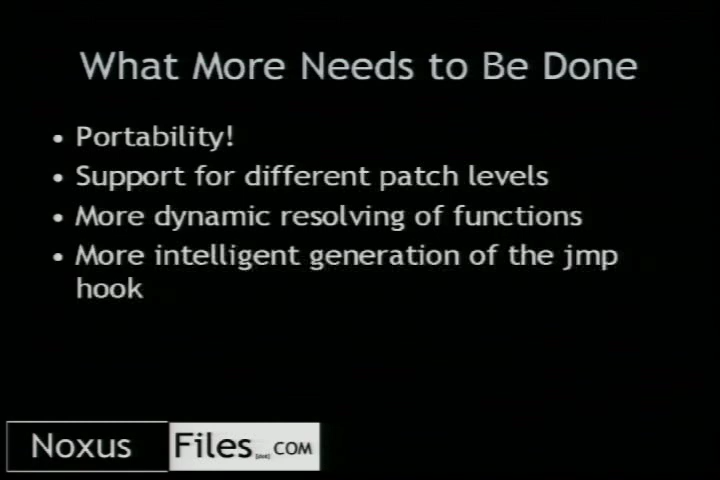 What More Needs to Be Done
• Portability!
• Support for different patch levels
• More dynamic resolving of functions
• More intelligent generation of the jmp
hook
Noxus Files[dot]COM